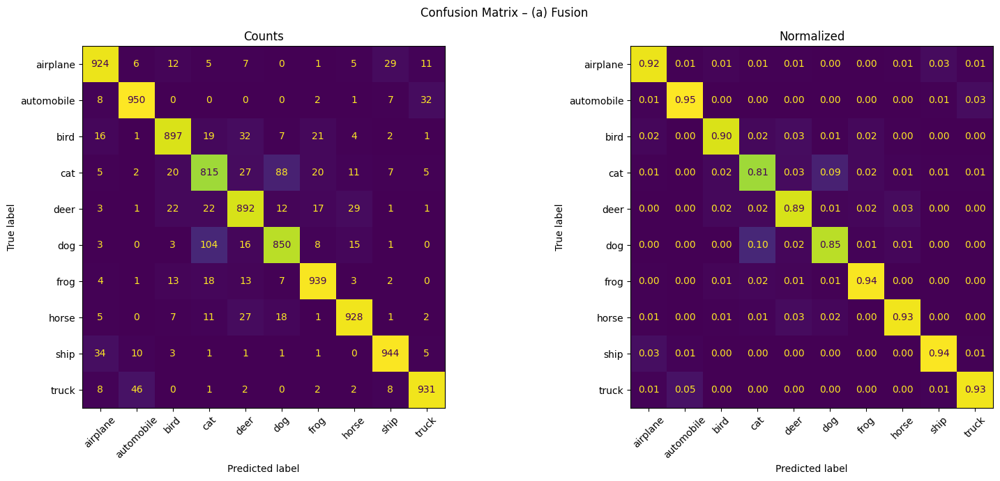 Confusion Matrix – (a) Fusion
Counts
airplane 924 6 12 5 7 0 1 5 29 11
automobile 8 950 0 0 0 0 2 1 7 32
bird 16 1 897 19 32 7 21 4 2 1
cat 5 2 20 815 27 88 20 11 7 5
deer 3 1 22 22 892 12 17 29 1 1
dog 3 0 3 104 16 850 8 15 1 0
frog 4 1 13 18 13 7 939 3 2 0
horse 5 0 7 11 27 18 1 928 1 2
ship 34 10 3 1 1 1 1 0 944 5
truck 8 46 0 1 2 0 2 2 8 931
True label
airplane automobile bird cat deer dog frog horse ship truck
Predicted label
Normalized
airplane 0.92 0.01 0.01 0.01 0.01 0.00 0.00 0.01 0.03 0.01
automobile 0.01 0.95 0.00 0.00 0.00 0.00 0.00 0.00 0.01 0.03
bird 0.02 0.00 0.90 0.02 0.03 0.01 0.02 0.00 0.00 0.00
cat 0.01 0.00 0.02 0.81 0.03 0.09 0.02 0.01 0.01 0.01
deer 0.00 0.00 0.02 0.02 0.89 0.01 0.02 0.03 0.00 0.00
dog 0.00 0.00 0.00 0.10 0.02 0.85 0.01 0.01 0.00 0.00
frog 0.00 0.00 0.01 0.02 0.01 0.01 0.94 0.00 0.00 0.00
horse 0.01 0.00 0.01 0.01 0.03 0.02 0.00 0.93 0.00 0.00
ship 0.03 0.01 0.00 0.00 0.00 0.00 0.00 0.00 0.94 0.01
truck 0.01 0.05 0.00 0.00 0.00 0.00 0.00 0.00 0.01 0.93
True label
airplane automobile bird cat deer dog frog horse ship truck
Predicted label